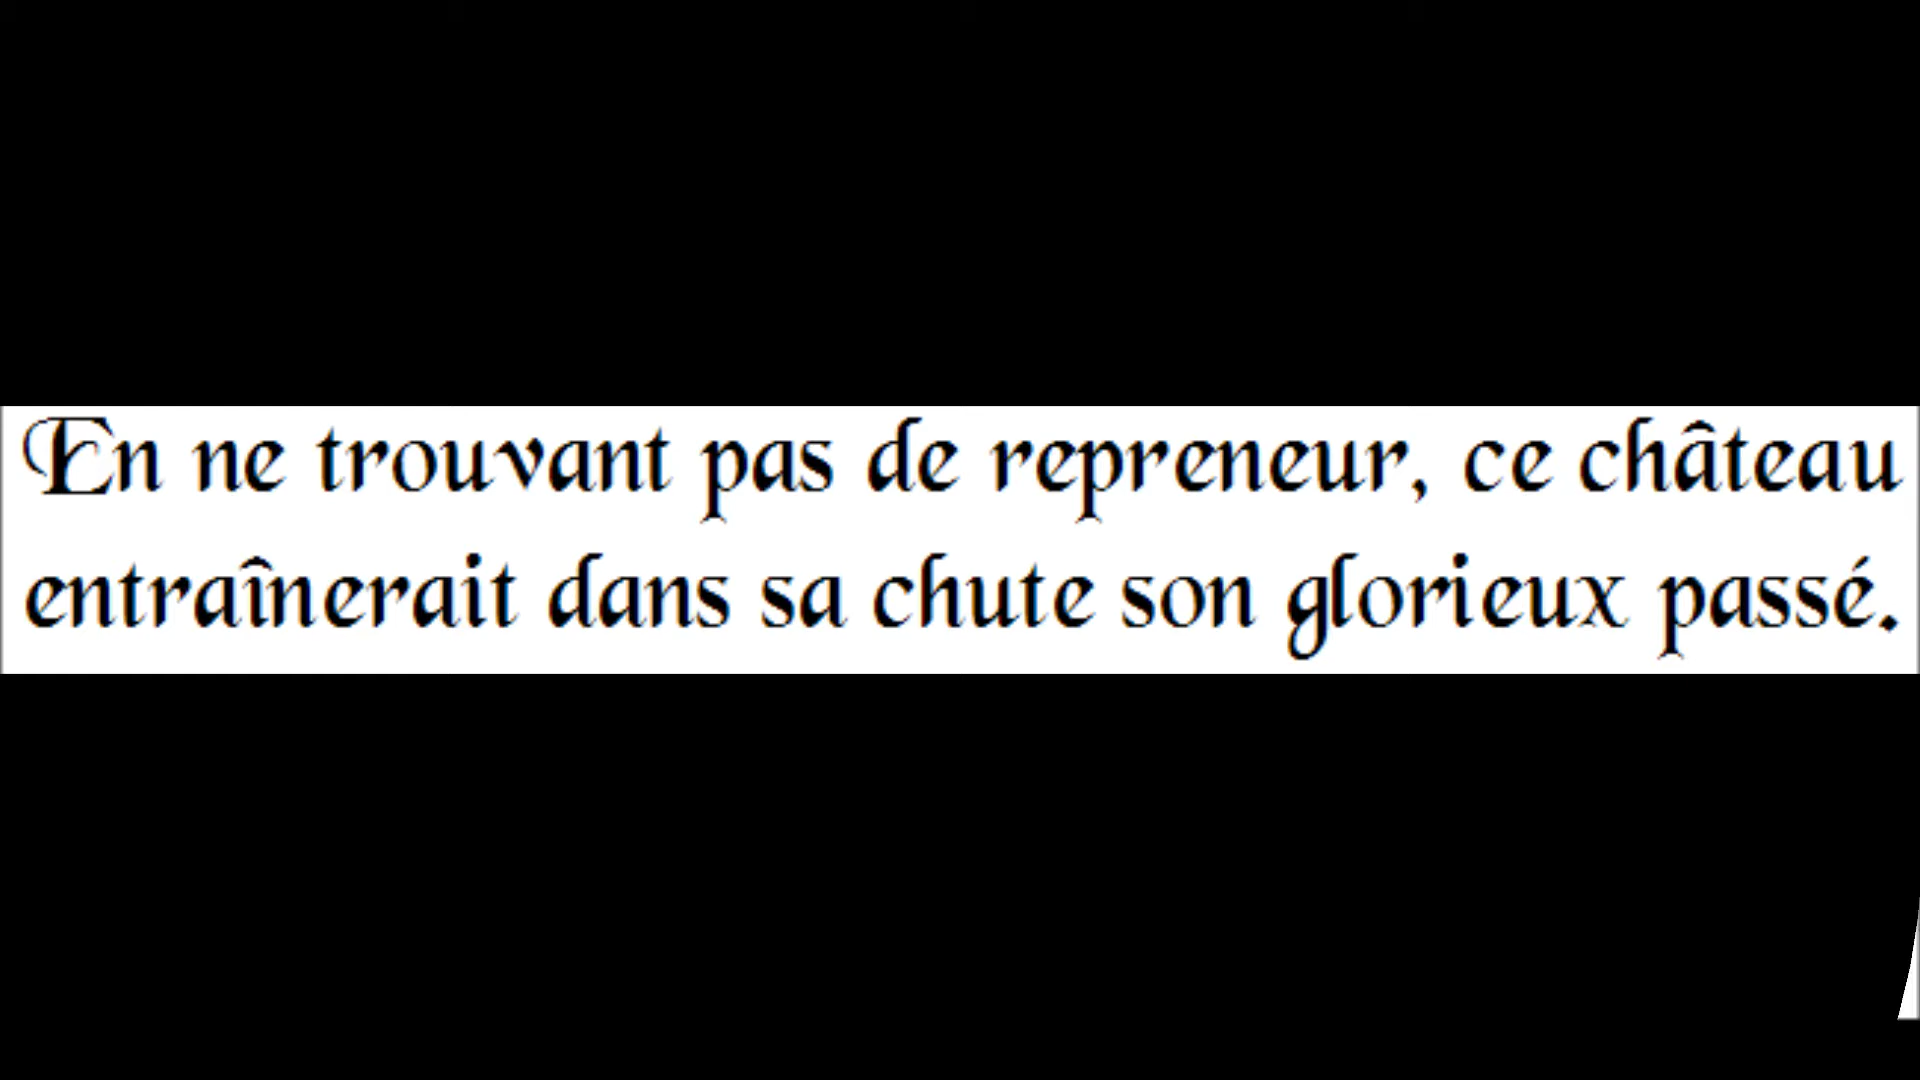 En ne trouvant pas de repreneur, ce château
entraînerait dans sa chute son glorieux passé.